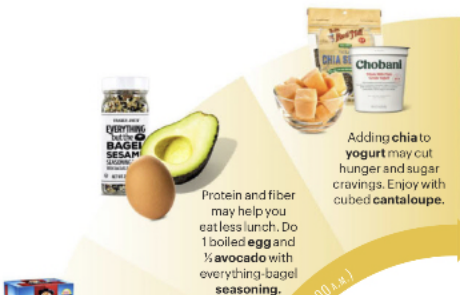 Bob's
Red Mill
CHIA SE
Chobani
TRADER JOE'S
EVERYTHING
but the
BAGEL
SESAME
SEASONING
Adding chia to
yogurt may cut
hunger and sugar
cravings. Enjoy with
cubed cantaloupe.
Protein and fiber
may help you
eat less lunch. Do
1 boiled egg and
½ avocado with
everything-bagel
seasoning.
00 A.M.)